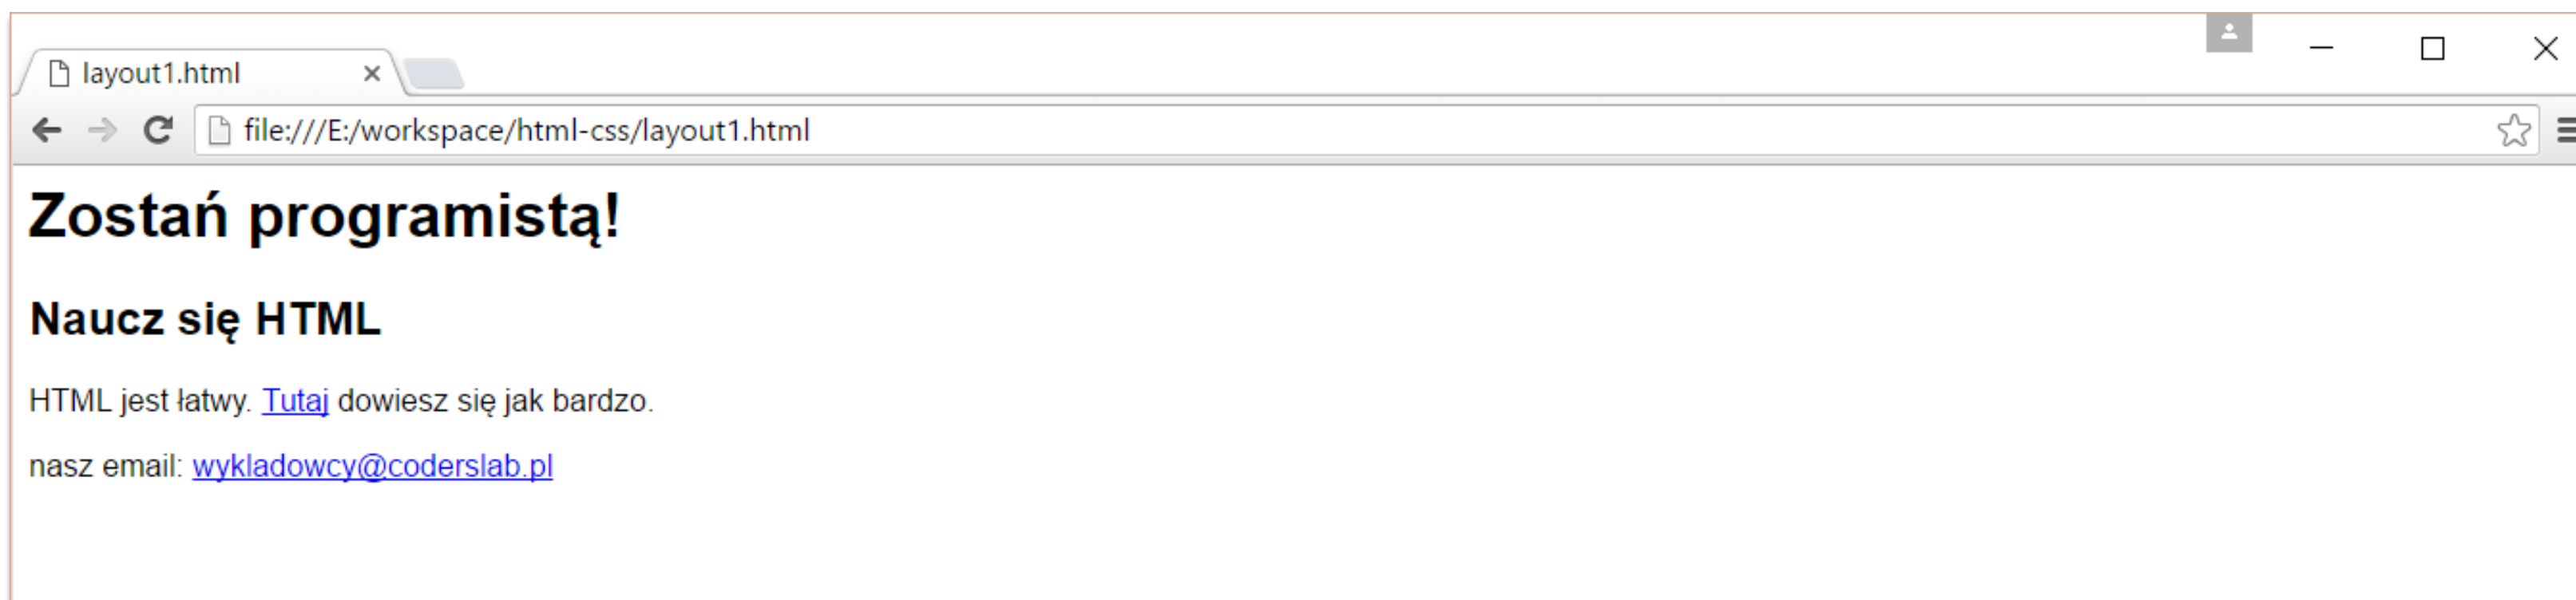 layout1.html
file:///E:/workspace/html-css/layout1.html
Zostań programistą!
Naucz się HTML
HTML jest łatwy. Tutaj dowiesz się jak bardzo.
nasz email: wykladowcy@coderslab.pl